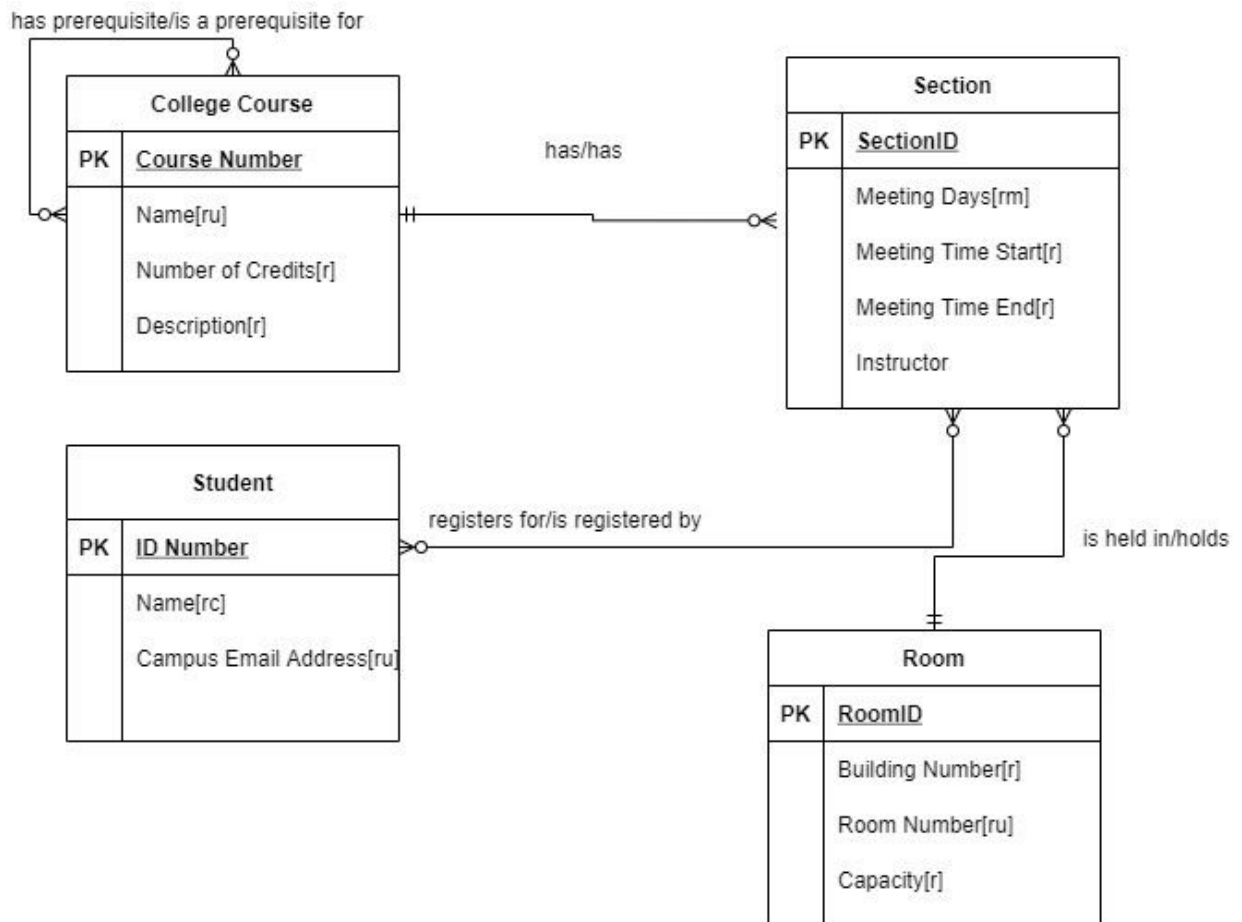 has prerequisite/is a prerequisite for
College Course
PK Course Number
Name[ru]
Number of Credits[r]
Description[r]
has/has
Section
PK SectionID
Meeting Days[rm]
Meeting Time Start[r]
Meeting Time End[r]
Instructor
Student
PK ID Number
Name[rc]
Campus Email Address[ru]
registers for/is registered by
is held in/holds
Room
PK RoomID
Building Number[r]
Room Number[ru]
Capacity[r]